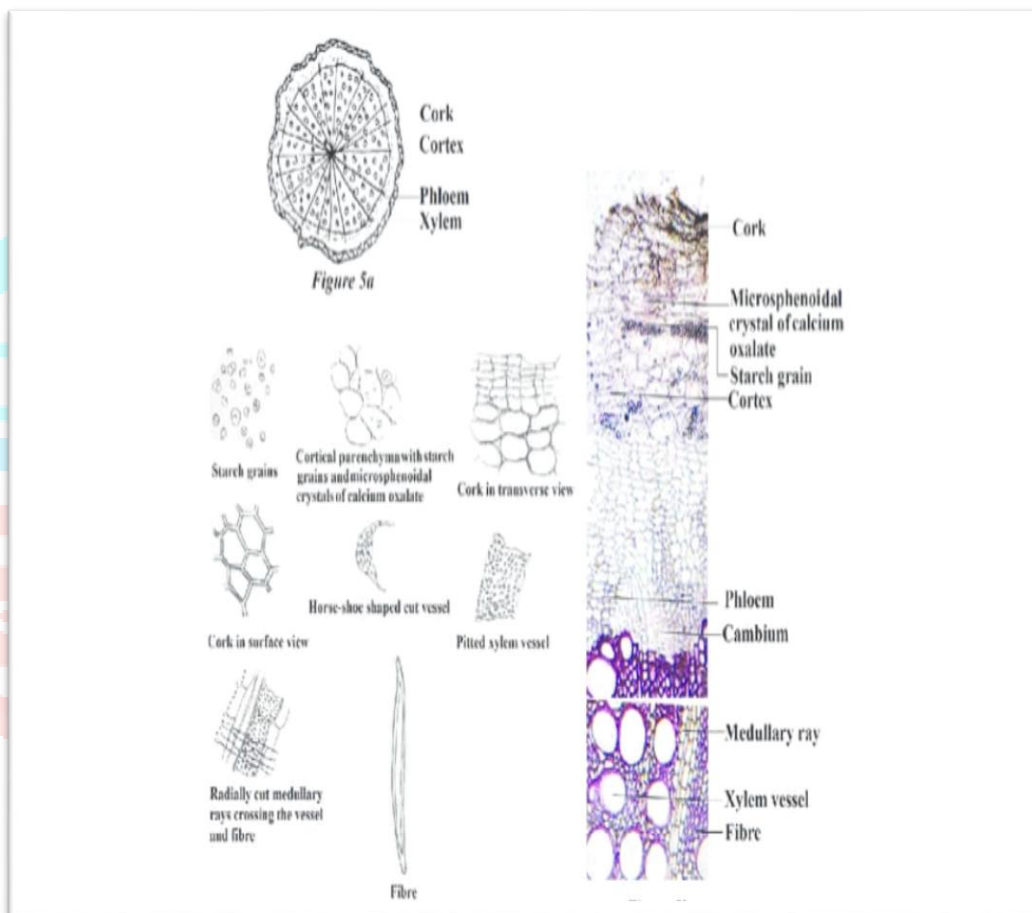 Cork
Cortex
Phloem
Xylem
Figure 5a
Cork
Microsphenoidal
crystal of calcium
oxalate
Starch grain
Cortex
Starch grains
Cortical parenchyma with starch
grains and microsphenoidal
crystals of calcium oxalate
Cork in transverse view
Cork in surface view
Horse-shoe shaped cut vessel
Pitted xylem vessel
Phloem
Cambium
Radially cut medullary
rays crossing the vessel
and fibre
Fibre
Medullary ray
Xylem vessel
Fibre